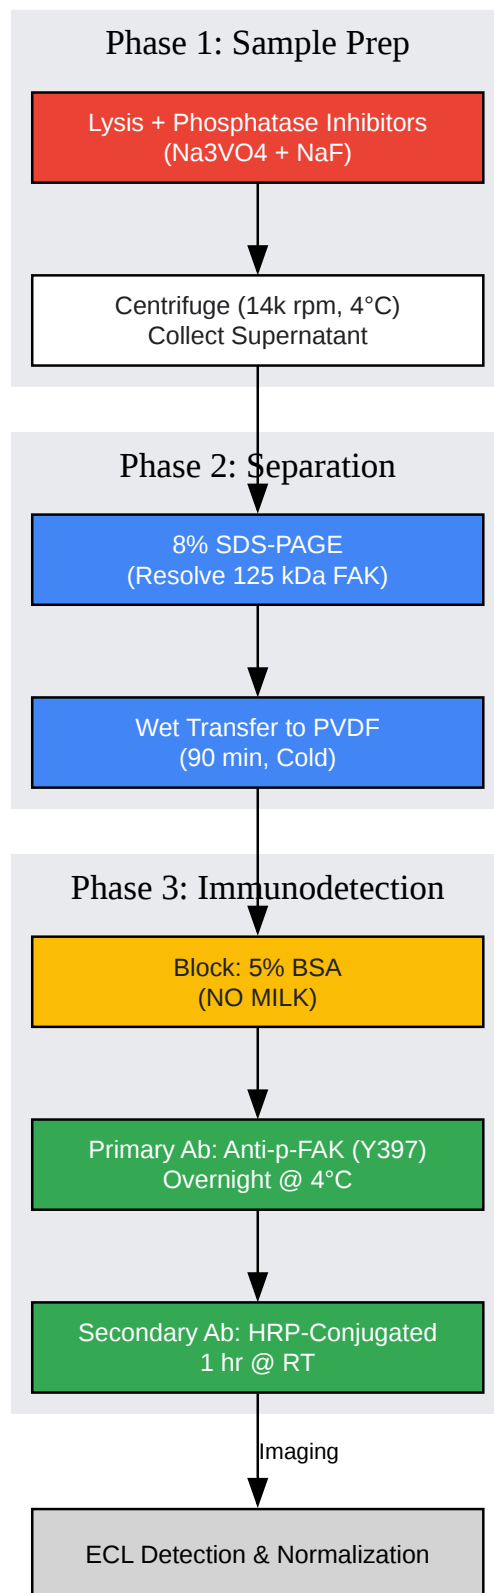 Phase 1: Sample Prep
Lysis + Phosphatase Inhibitors
(Na3VO4 + NaF)
Centrifuge (14k rpm, 4°C)
Collect Supernatant
Phase 2: Separation
8% SDS-PAGE
(Resolve 125 kDa FAK)
Wet Transfer to PVDF
(90 min, Cold)
Phase 3: Immunodetection
Block: 5% BSA
(NO MILK)
Primary Ab: Anti-p-FAK (Y397)
Overnight @ 4°C
Secondary Ab: HRP-Conjugated
1 hr @ RT
Imaging
ECL Detection & Normalization